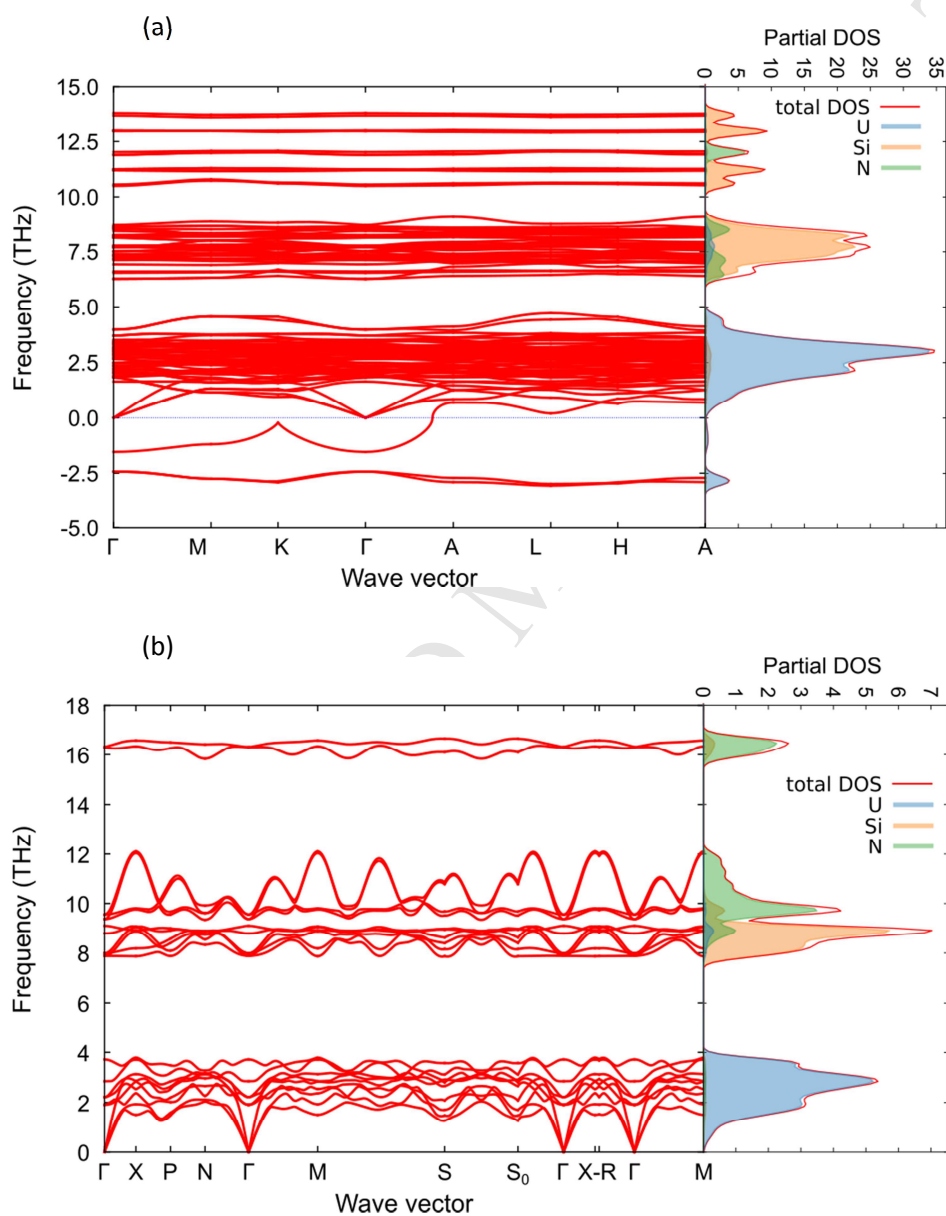 (a)
Partial DOS
0 5 10 15 20 25 30 35
15.0
12.5
10.0
7.5
5.0
2.5
0.0
-2.5
-5.0
Frequency (THz)
total DOS
U
Si
N
Γ M K Γ A L H A
Wave vector
(b)
Partial DOS
0 1 2 3 4 5 6 7
18
16
14
12
10
8
6
4
2
0
Frequency (THz)
total DOS
U
Si
N
Γ X P N Γ M S S₀ Γ X-R Γ M
Wave vector